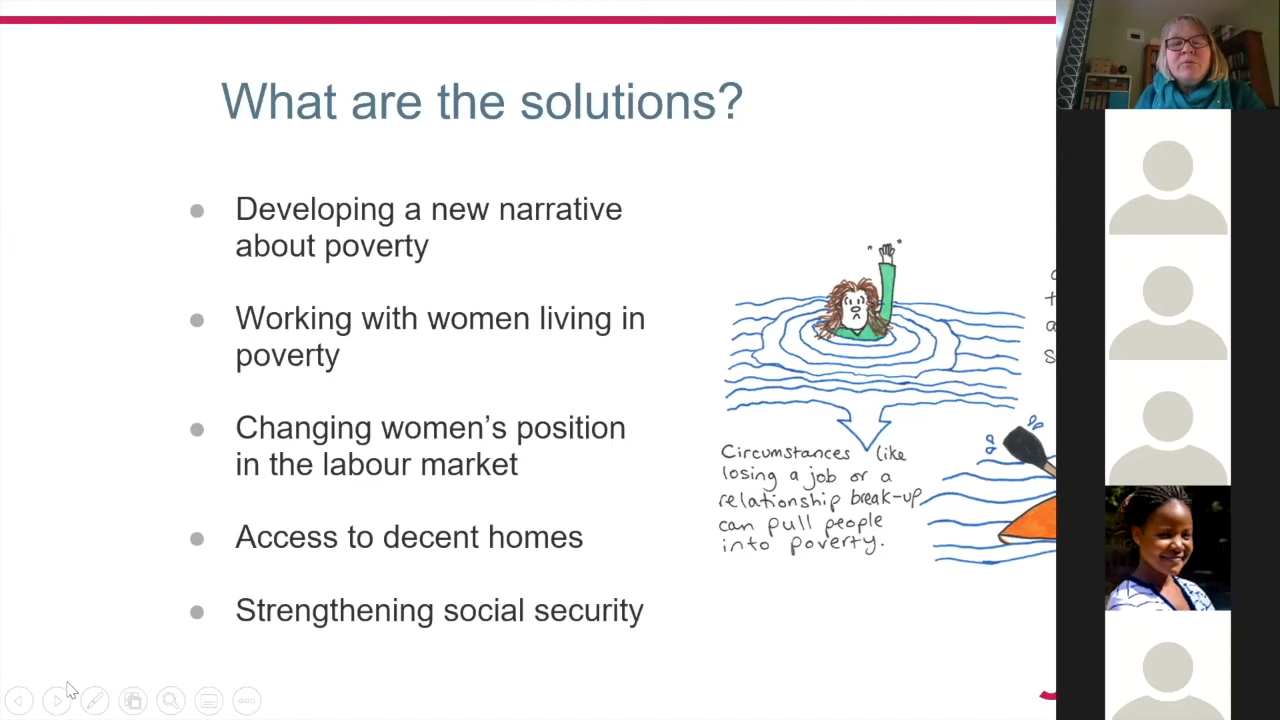 What are the solutions?
Developing a new narrative
about poverty
Working with women living in
poverty
Changing women’s position
in the labour market
Access to decent homes
Strengthening social security
Circumstances like
losing a job or a
relationship break-up
can pull people
into poverty.